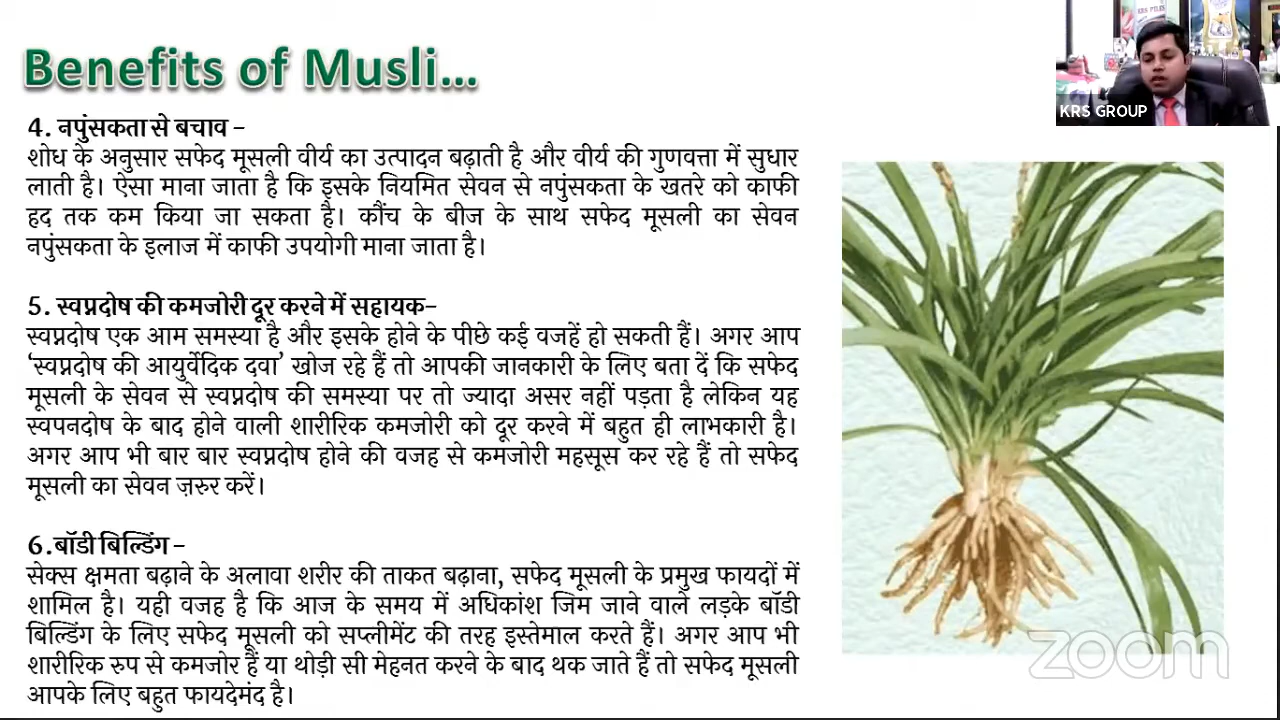 Benefits of Musli...
KRS GROUP
4. नपुंसकता से बचाव –
शोध के अनुसार सफेद मूसली वीर्य का उत्पादन बढ़ाती है और वीर्य की गुणवत्ता में सुधार
लाती है। ऐसा माना जाता है कि इसके नियमित सेवन से नपुंसकता के खतरे को काफी
हद तक कम किया जा सकता है। कौंच के बीज के साथ सफेद मूसली का सेवन
नपुंसकता के इलाज में काफी उपयोगी माना जाता है।
5. स्वप्नदोष की कमजोरी दूर करने में सहायक–
स्वप्नदोष एक आम समस्या है और इसके होने के पीछे कई वजहें हो सकती हैं। अगर आप
‘स्वप्नदोष की आयुर्वेदिक दवा’ खोज रहे हैं तो आपकी जानकारी के लिए बता दें कि सफेद
मूसली के सेवन से स्वप्नदोष की समस्या पर तो ज्यादा असर नहीं पड़ता है लेकिन यह
स्वपनदोष के बाद होने वाली शारीरिक कमजोरी को दूर करने में बहुत ही लाभकारी है।
अगर आप भी बार बार स्वप्नदोष होने की वजह से कमजोरी महसूस कर रहे हैं तो सफेद
मूसली का सेवन ज़रुर करें।
6.बॉडी बिल्डिंग –
सेक्स क्षमता बढ़ाने के अलावा शरीर की ताकत बढ़ाना, सफेद मूसली के प्रमुख फायदों में
शामिल है। यही वजह है कि आज के समय में अधिकांश जिम जाने वाले लड़के बॉडी
बिल्डिंग के लिए सफेद मूसली को सप्लीमेंट की तरह इस्तेमाल करते हैं। अगर आप भी
शारीरिक रुप से कमजोर हैं या थोड़ी सी मेहनत करने के बाद थक जाते हैं तो सफेद मूसली
आपके लिए बहुत फायदेमंद है।
zoom